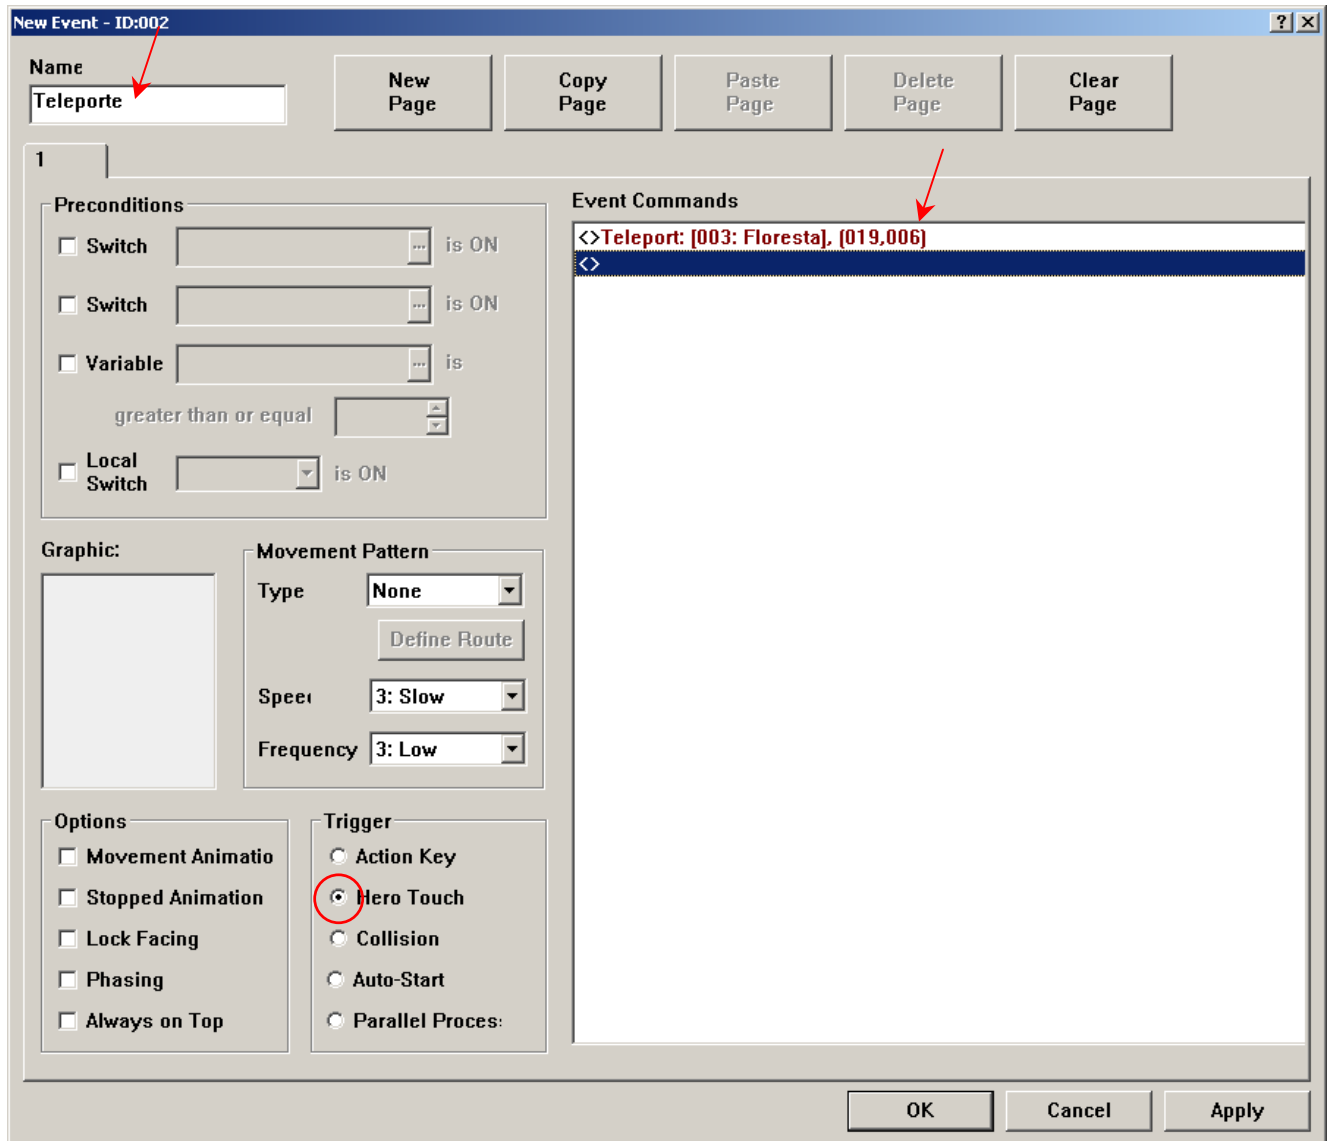 New Event - ID:002
Name
Teleporte
New
Page
Copy
Page
Paste
Page
Delete
Page
Clear
Page
1
Preconditions
Switch ... is ON
Switch ... is ON
Variable ... is
greater than or equal
Local
Switch
is ON
Graphic:
Movement Pattern
Type None
Define Route
Spee
3: Slow
Frequency 3: Low
Options
Movement Animatio
Stopped Animation
Lock Facing
Phasing
Always on Top
Trigger
Action Key
Hero Touch
Collision
Auto-Start
Parallel Proces
Event Commands
<>Teleport: [003: Floresta], (019,006)
<>
OK
Cancel
Apply